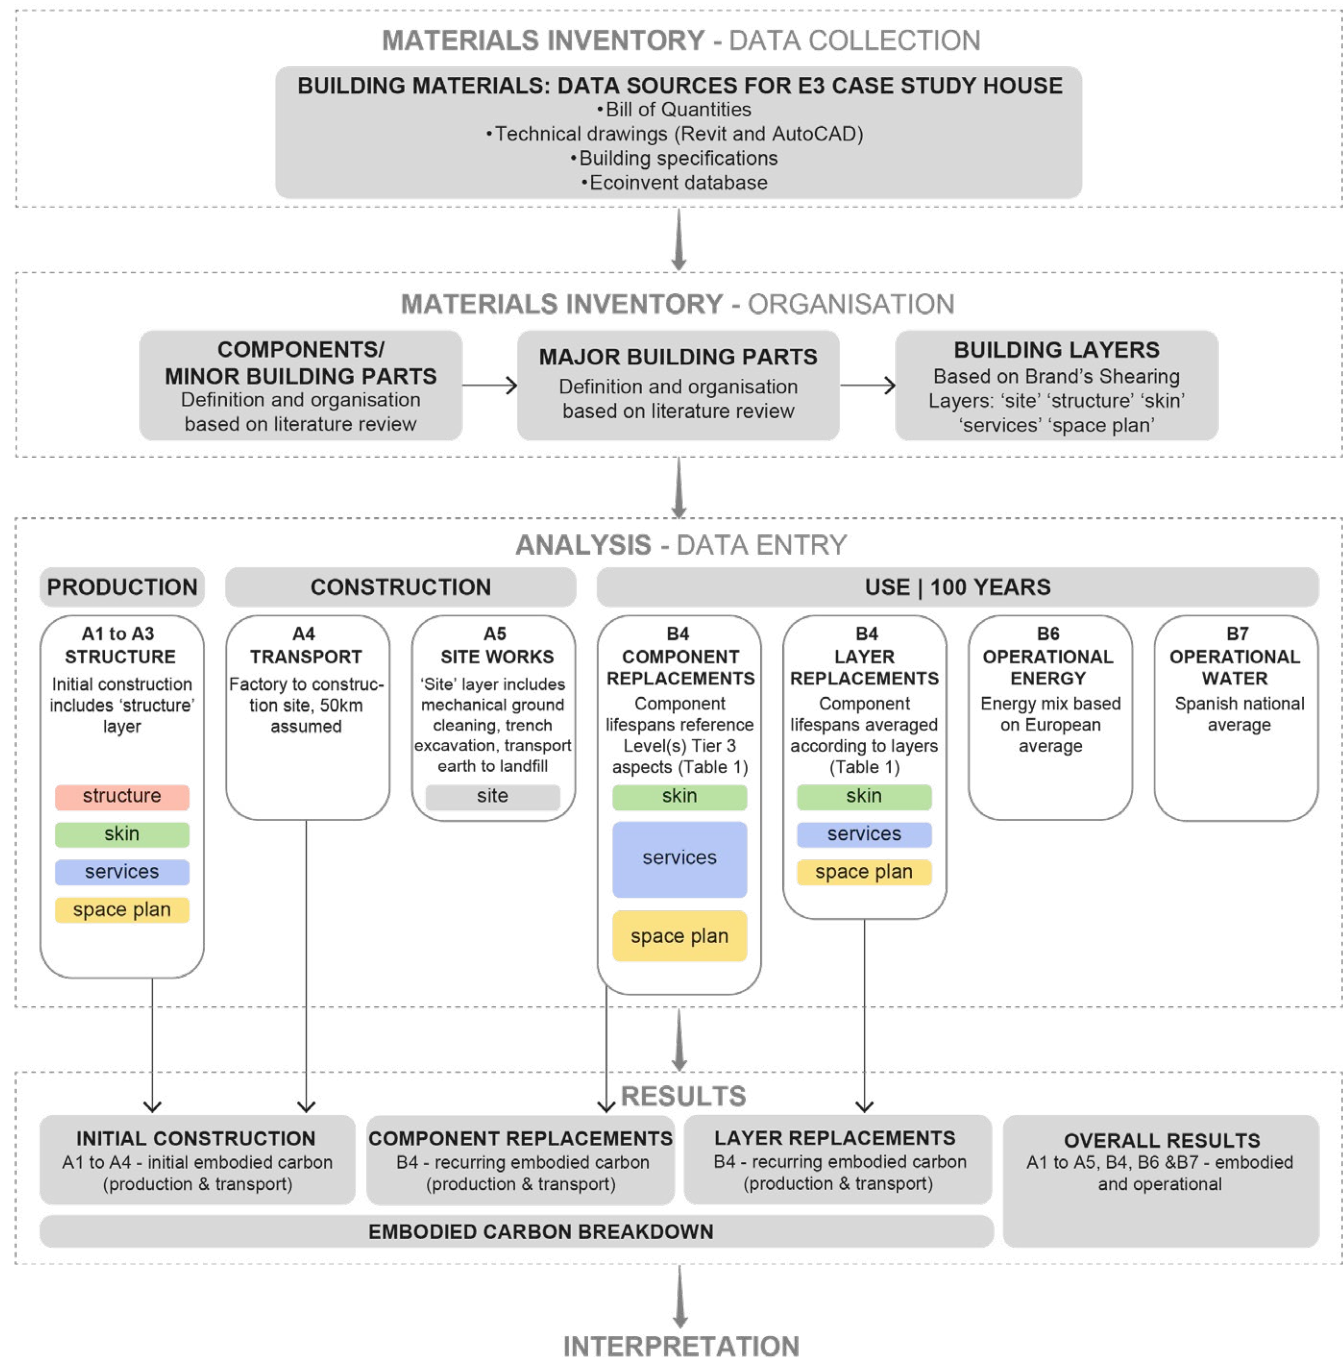 MATERIALS INVENTORY - DATA COLLECTION
BUILDING MATERIALS: DATA SOURCES FOR E3 CASE STUDY HOUSE
•Bill of Quantities
•Technical drawings (Revit and AutoCAD)
•Building specifications
•Ecoinvent database
MATERIALS INVENTORY - ORGANISATION
COMPONENTS/
MINOR BUILDING PARTS
Definition and organisation
based on literature review
MAJOR BUILDING PARTS
Definition and organisation
based on literature review
BUILDING LAYERS
Based on Brand’s Shearing
Layers: ‘site’ ‘structure’ ‘skin’
‘services’ ‘space plan’
ANALYSIS - DATA ENTRY
PRODUCTION
CONSTRUCTION
USE | 100 YEARS
A1 to A3
STRUCTURE
Initial construction
includes ‘structure’
layer
structure
skin
services
space plan
A4
TRANSPORT
Factory to construc-
tion site, 50km
assumed
A5
SITE WORKS
‘Site’ layer includes
mechanical ground
cleaning, trench
excavation, transport
earth to landfill
site
B4
COMPONENT
REPLACEMENTS
Component
lifespans reference
Level(s) Tier 3
aspects (Table 1)
skin
services
space plan
B4
LAYER
REPLACEMENTS
Component
lifespans averaged
according to layers
(Table 1)
skin
services
space plan
B6
OPERATIONAL
ENERGY
Energy mix based
on European
average
B7
OPERATIONAL
WATER
Spanish national
average
RESULTS
INITIAL CONSTRUCTION
A1 to A4 - initial embodied carbon
(production & transport)
COMPONENT REPLACEMENTS
B4 - recurring embodied carbon
(production & transport)
LAYER REPLACEMENTS
B4 - recurring embodied carbon
(production & transport)
OVERALL RESULTS
A1 to A5, B4, B6 &B7 - embodied
and operational
EMBODIED CARBON BREAKDOWN
INTERPRETATION